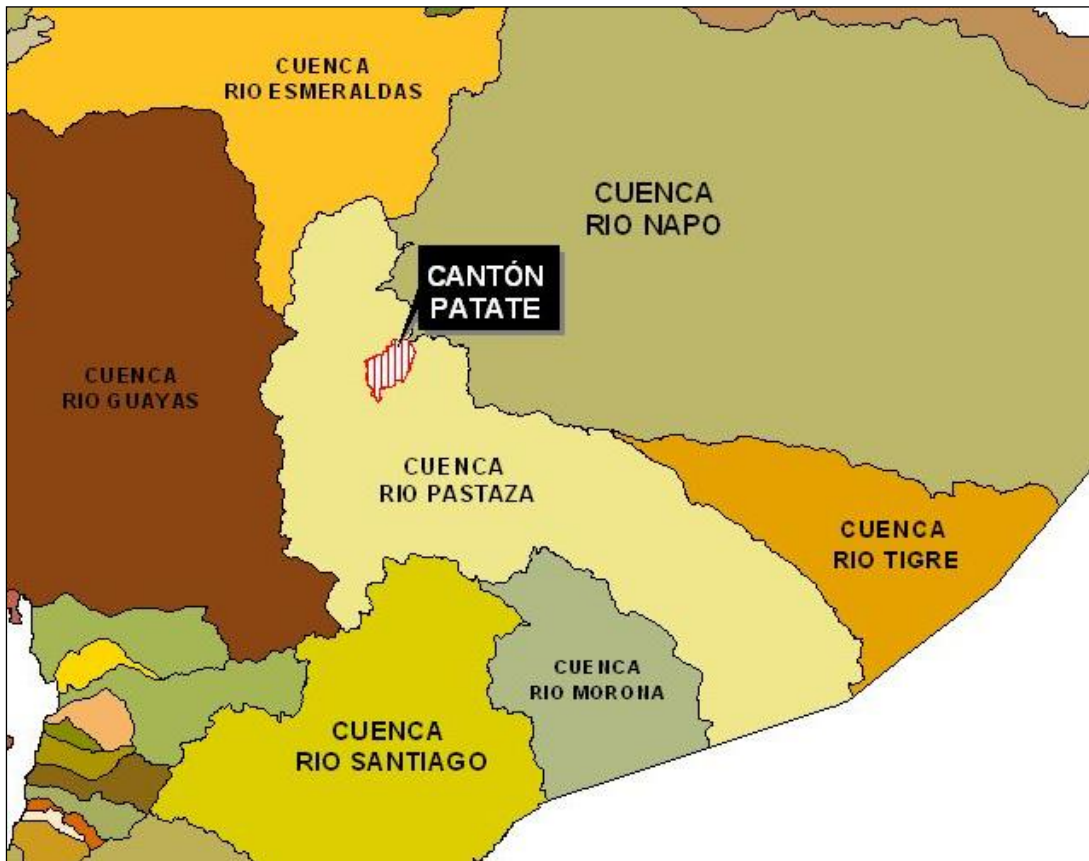 CUENCA
RIO ESMERALDAS
CUENCA
RIO NAPO
CANTÓN
PATATE
CUENCA
RIO GUAYAS
CUENCA
RIO PASTAZA
CUENCA
RIO TIGRE
CUENCA
RIO MORONA
CUENCA
RIO SANTIAGO